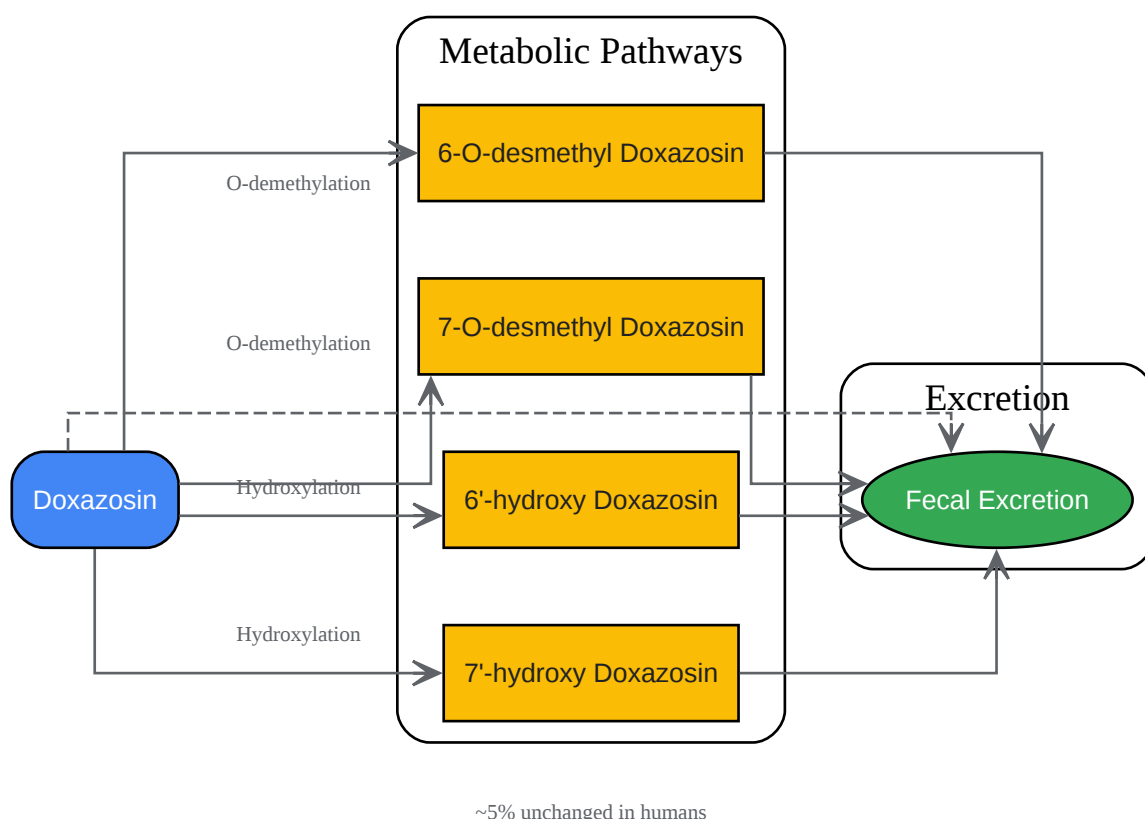 Metabolic Pathways
6-O-desmethyl Doxazosin
O-demethylation
7-O-desmethyl Doxazosin
O-demethylation
Excretion
Doxazosin
Hydroxylation
6'-hydroxy Doxazosin
Fecal Excretion
Hydroxylation
7'-hydroxy Doxazosin
~5% unchanged in humans